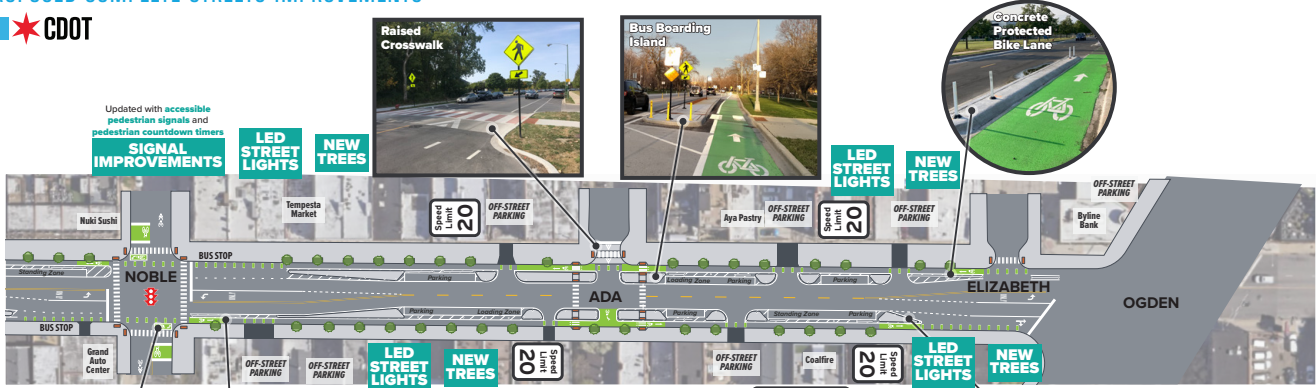 PROPOSED COMPLETE STREETS IMPROVEMENTS
CDOT
Raised
Crosswalk
Bus Boarding
Island
Concrete
Protected
Bike Lane
Updated with accessible
pedestrian signals and
pedestrian countdown timers
SIGNAL
IMPROVEMENTS
LED
STREET
LIGHTS
NEW
TREES
LED
STREET
LIGHTS
NEW
TREES
Nuki Sushi
Tempesta
Market
Speed
Limit
20
OFF-STREET
PARKING
Aya Pastry
OFF-STREET
PARKING
Speed
Limit
20
OFF-STREET
PARKING
OFF-STREET
PARKING
Byline
Bank
BUS STOP
Standing Zone
NOBLE
Parking
Loading Zone
Parking
Parking
ELIZABETH
ADA
OGDEN
BUS STOP
Parking
Loading Zone
Parking
Standing Zone
Parking
Grand
Auto
Center
OFF-STREET
PARKING
OFF-STREET
PARKING
LED
STREET
LIGHTS
NEW
TREES
Speed
Limit
20
OFF-STREET
PARKING
Coalfire
Speed
Limit
20
LED
STREET
LIGHTS
NEW
TREES